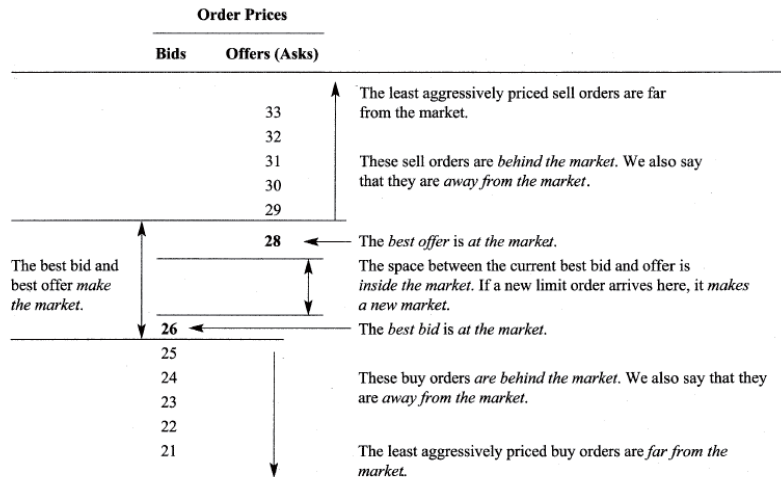 Order Prices
Bids Offers (Asks)
The least aggressively priced sell orders are far
from the market.
33
32
31
These sell orders are behind the market. We also say
that they are away from the market.
30
29
28
The best offer is at the market.
The best bid and
best offer make
the market.
The space between the current best bid and offer is
inside the market. If a new limit order arrives here, it makes
a new market.
26
The best bid is at the market.
25
24
These buy orders are behind the market. We also say that they
are away from the market.
23
22
21
The least aggressively priced buy orders are far from the
market.